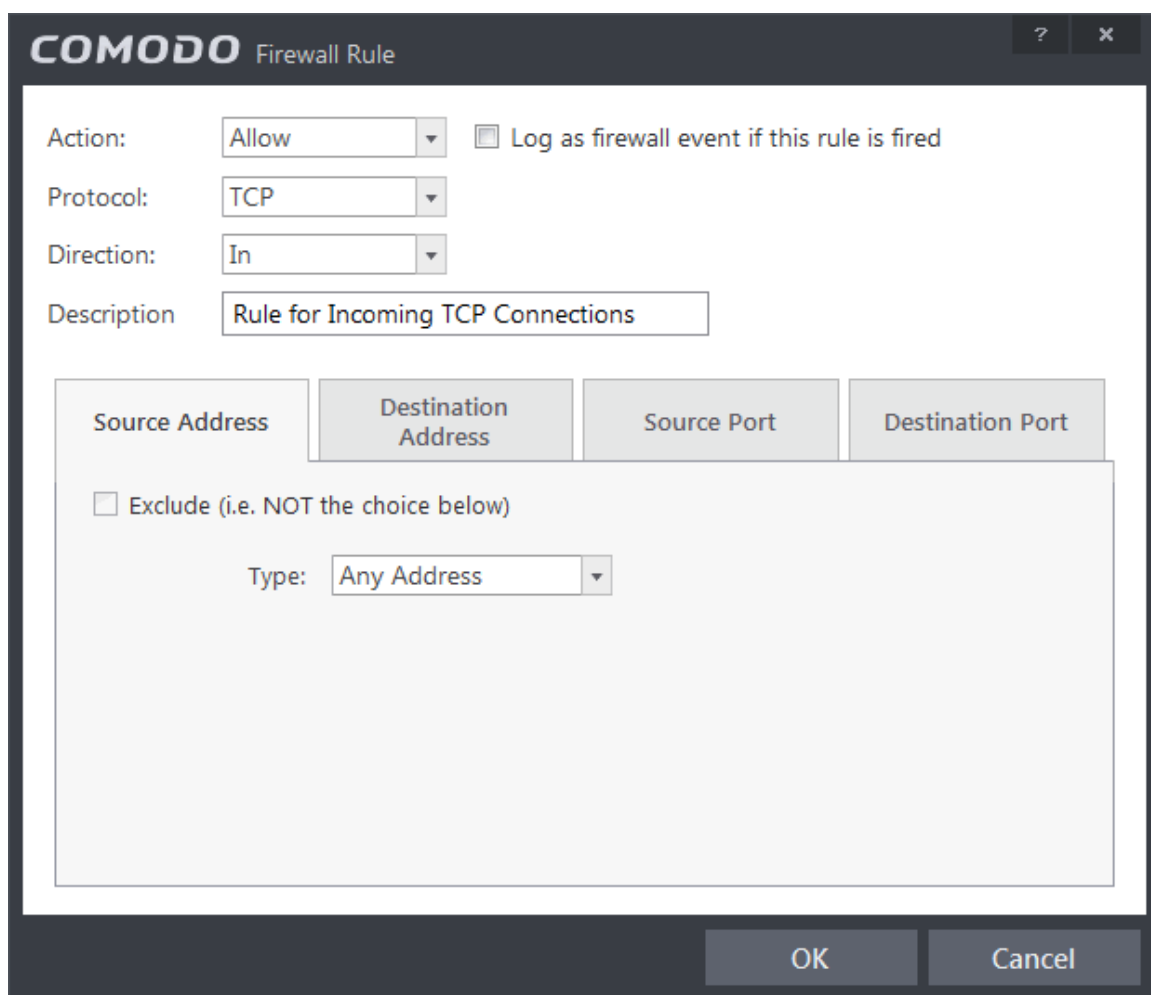 COMODO Firewall Rule ? x
Action: Allow Log as firewall event if this rule is fired
Protocol: TCP
Direction: In
Description Rule for Incoming TCP Connections
Source Address
Destination Address
Source Port
Destination Port
Exclude (i.e. NOT the choice below)
Type: Any Address
OK Cancel